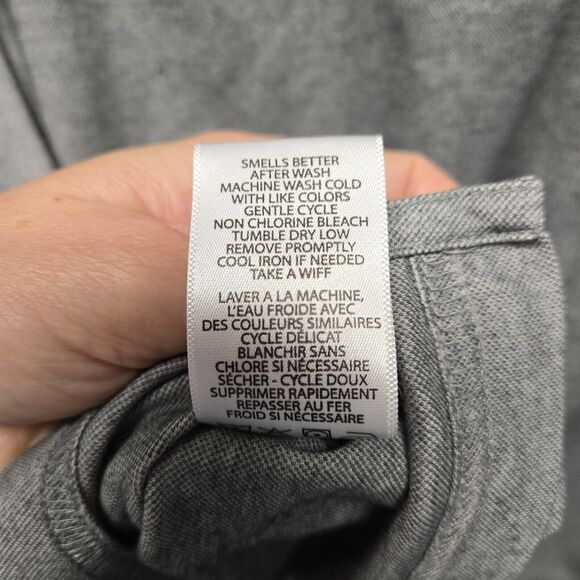 SMELLS BETTER
AFTER WASH
MACHINE WASH COLD
WITH LIKE COLORS
GENTLE CYCLE
NON CHLORINE BLEACH
TUMBLE DRY LOW
REMOVE PROMPTLY
COOL IRON IF NEEDED
TAKE A WIFF
LAVER A LA MACHINE,
L'EAU FROIDE AVEC
DES COULEURS SIMILAIRES
CYCLE DÉLICAT
BLANCHIR SANS
CHLORE SI NÉCESSAIRE
SÉCHER - CYCLE DOUX
SUPPRIMER RAPIDEMENT
REPASSER AU FER
FROID SI NÉCESSAIRE